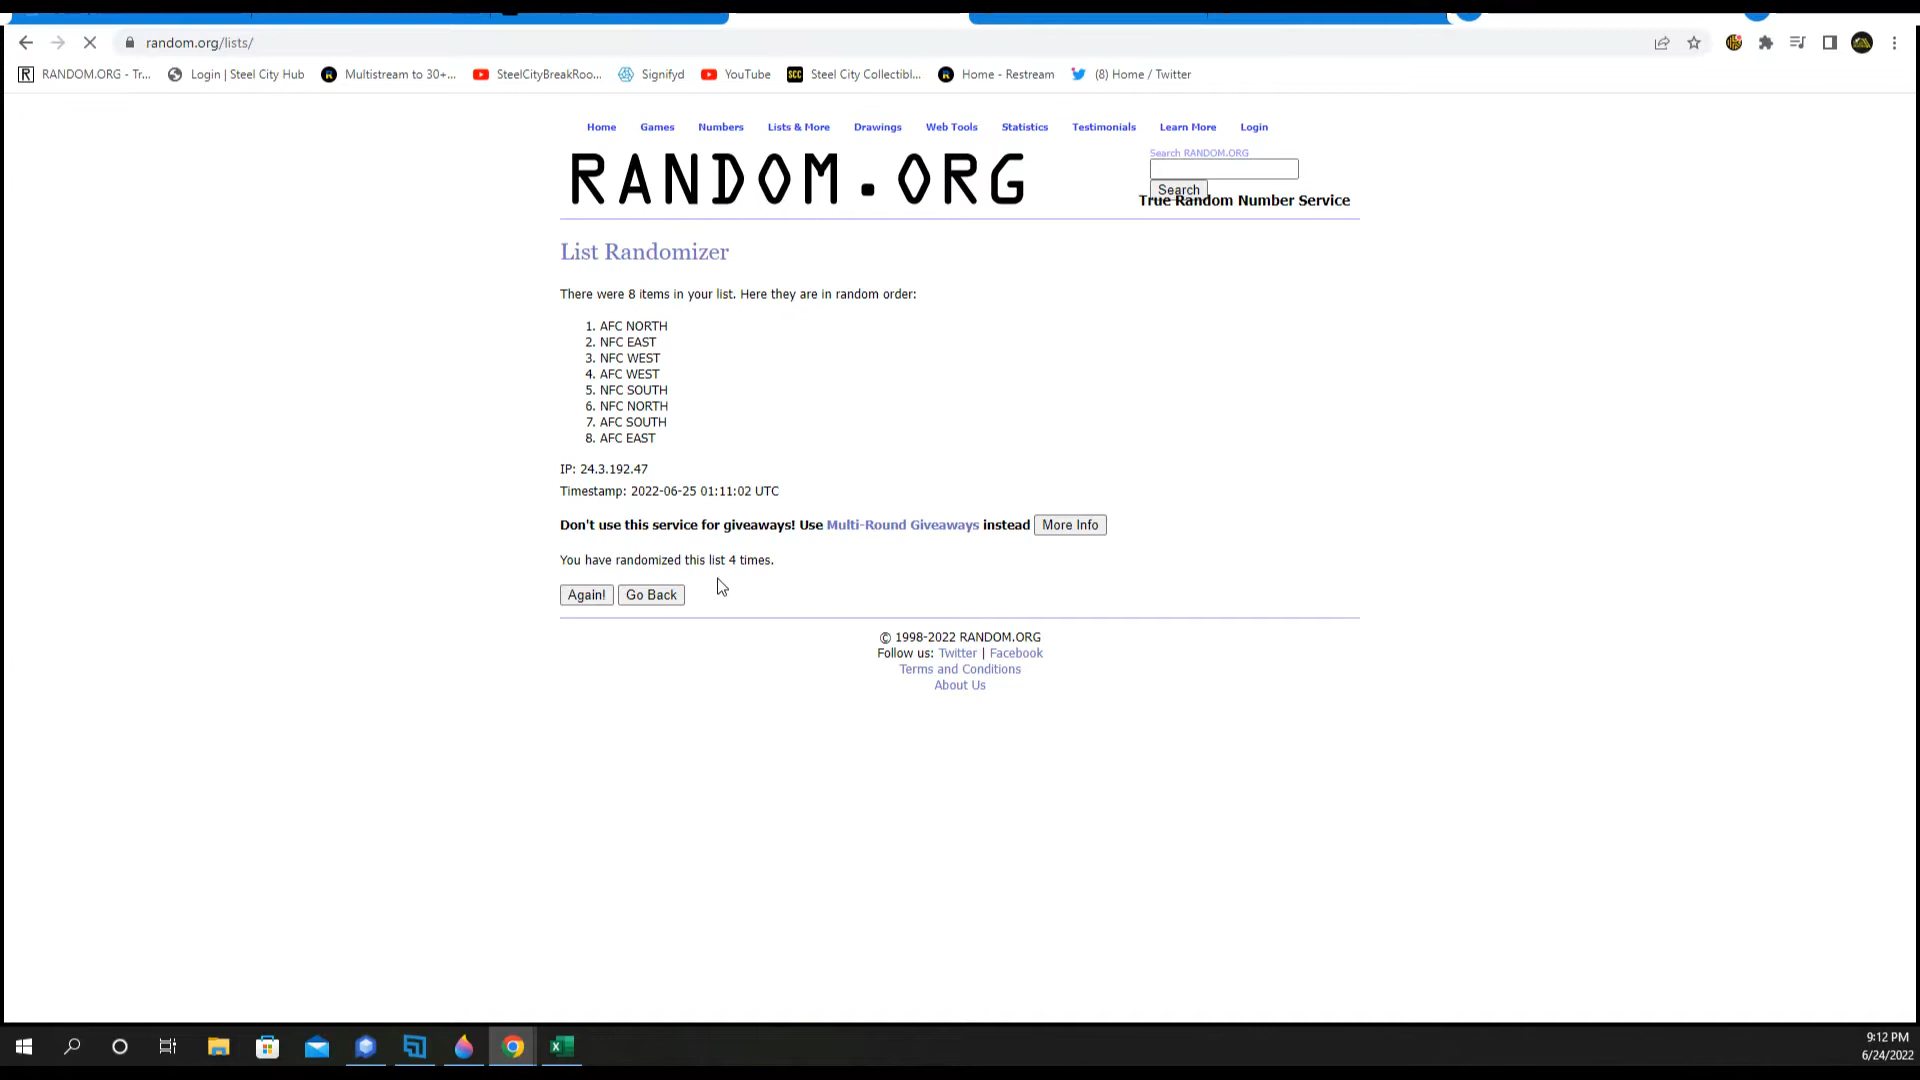 random.org/lists/
RANDOM.ORG - Tr...
Login | Steel City Hub
Multistream to 30+...
SteelCityBreakRoo...
Signifyd
YouTube
SCC
Steel City Collectibl...
Home - Restream
(8) Home / Twitter
Home Games Numbers Lists & More Drawings Web Tools Statistics Testimonials Learn More Login
RANDOM.ORG
Search RANDOM.ORG
Search
True Random Number Service
List Randomizer
There were 8 items in your list. Here they are in random order:
1. AFC NORTH
2. NFC EAST
3. NFC WEST
4. AFC WEST
5. NFC SOUTH
6. NFC NORTH
7. AFC SOUTH
8. AFC EAST
IP: 24.3.192.47
Timestamp: 2022-06-25 01:11:02 UTC
Don't use this service for giveaways! Use Multi-Round Giveaways instead More Info
You have randomized this list 4 times.
Again! Go Back
© 1998-2022 RANDOM.ORG
Follow us: Twitter | Facebook
Terms and Conditions
About Us
9:12 PM
6/24/2022